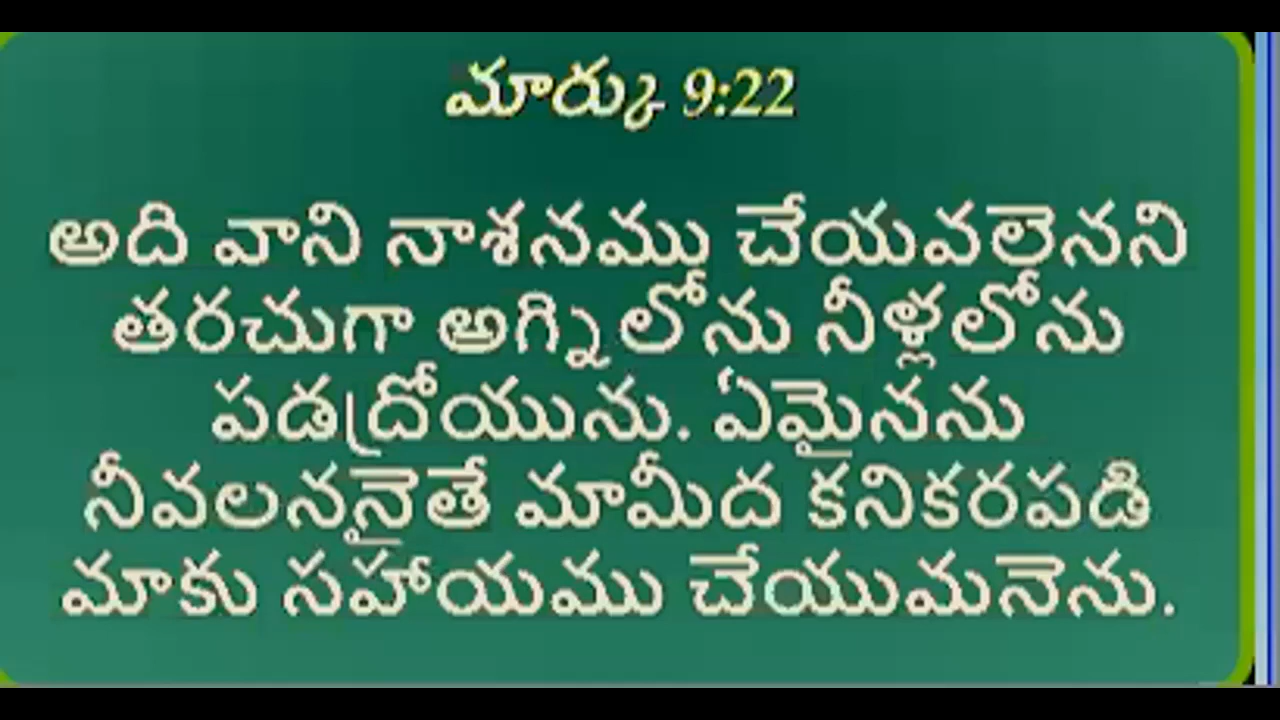 మార్కు 9:22
అది వాని నాశనము చేయవలెనని
తరచుగా అగ్నిలోను నీళ్లలోను
పడద్రోయును. ఏమైనను
నీవలననైతే మామీద కనికరపడి
మాకు సహాయము చేయుమనెను.